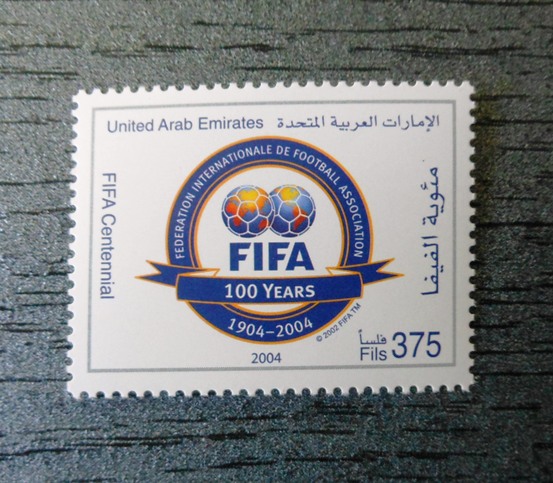 United Arab Emirates الإمارات العربية المتحدة
FIFA Centennial
مئوية الفيفا
FEDERATION INTERNATIONALE DE FOOTBALL ASSOCIATION
FIFA
100 YEARS
1904–2004
© 2002 FIFA TM
2004
فلساً
Fils 375